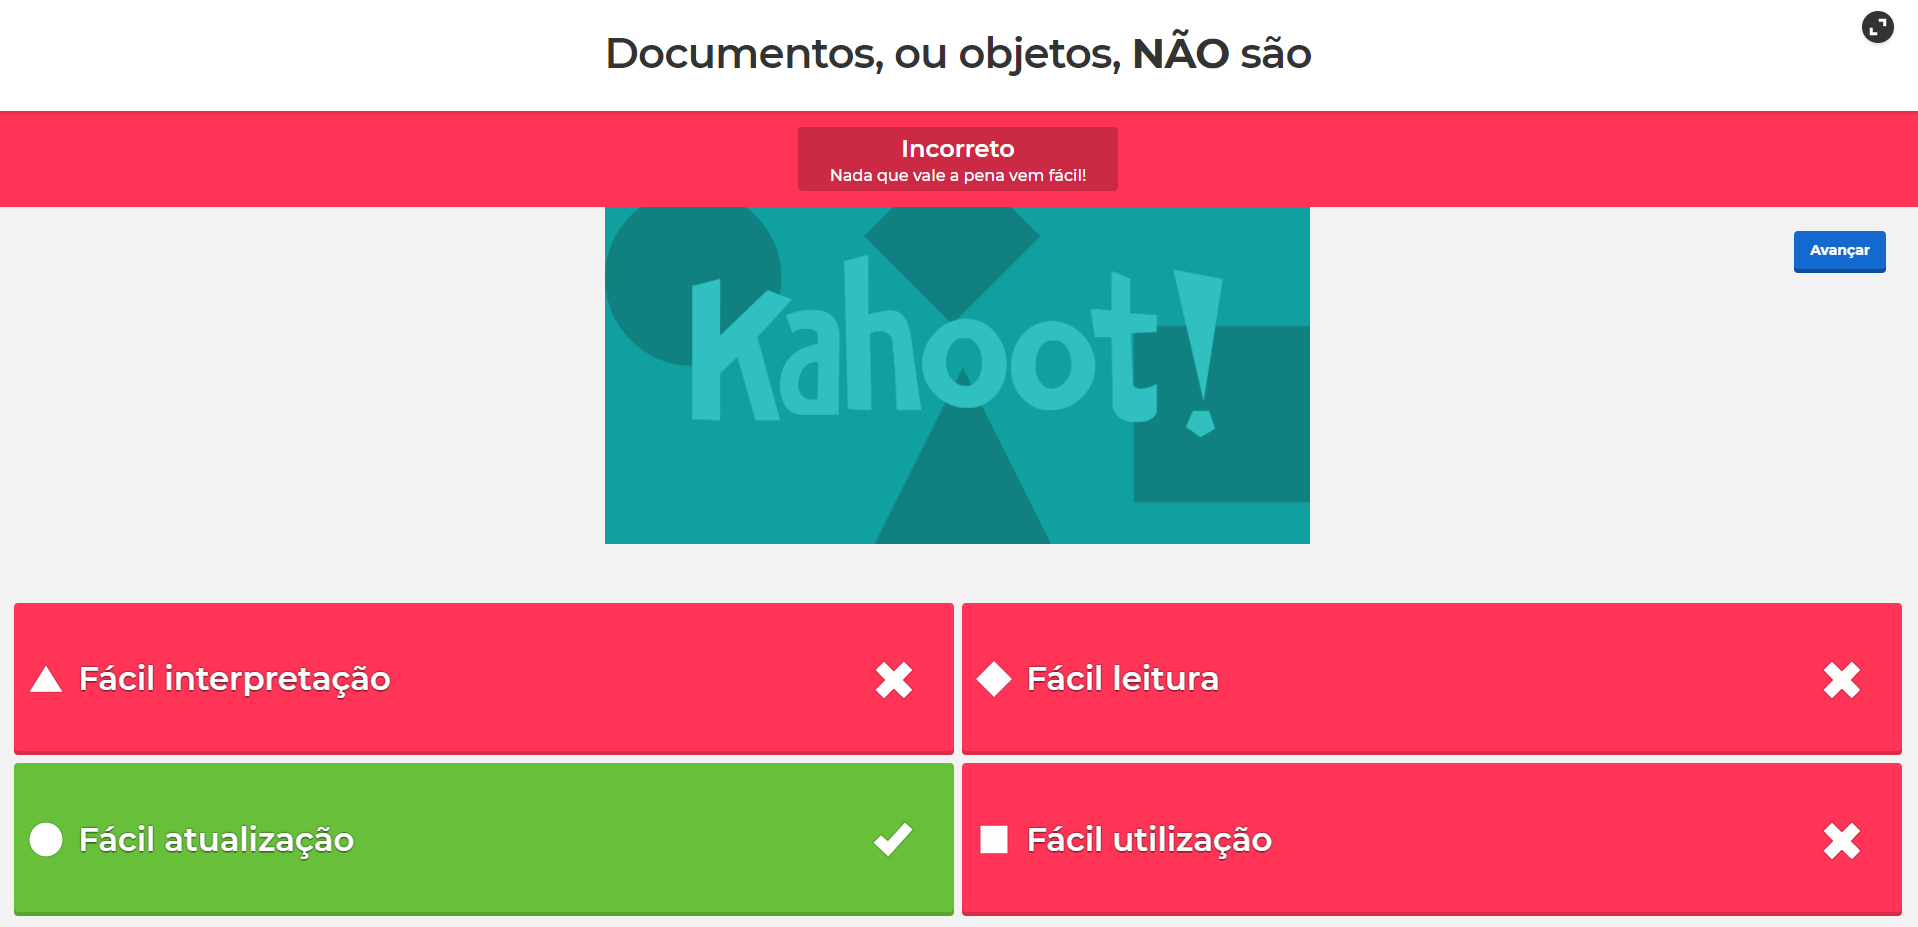 Documentos, ou objetos, NÃO são
Incorreto
Nada que vale a pena vem fácil!
Avançar
Kahoot!
Fácil interpretação
Fácil leitura
Fácil atualização
Fácil utilização